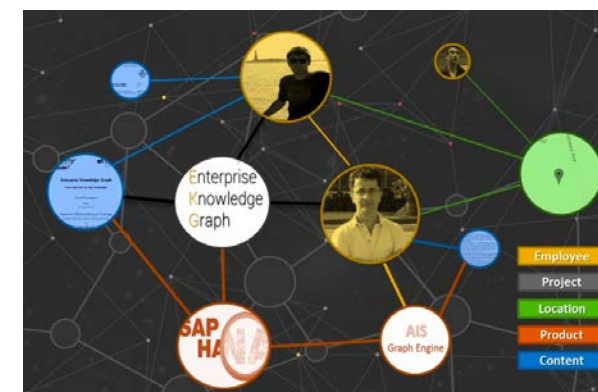 Enterprise
Knowledge
Graph
SAP
HA
AIS
Graph Engine
Employee
Project
Location
Product
Content